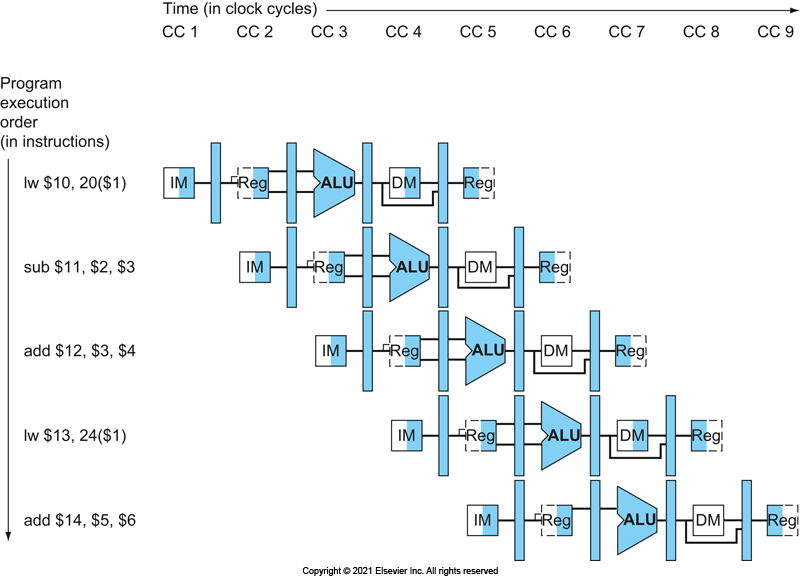 Time (in clock cycles)
CC 1 CC 2 CC 3 CC 4 CC 5 CC 6 CC 7 CC 8 CC 9
Program
execution
order
(in instructions)
lw $10, 20($1) IM Reg ALU DM Reg
sub $11, $2, $3 IM Reg ALU DM Reg
add $12, $3, $4 IM Reg ALU DM Reg
lw $13, 24($1) IM Reg ALU DM Reg
add $14, $5, $6 IM Reg ALU DM Reg
Copyright © 2021 Elsevier Inc. All rights reserved